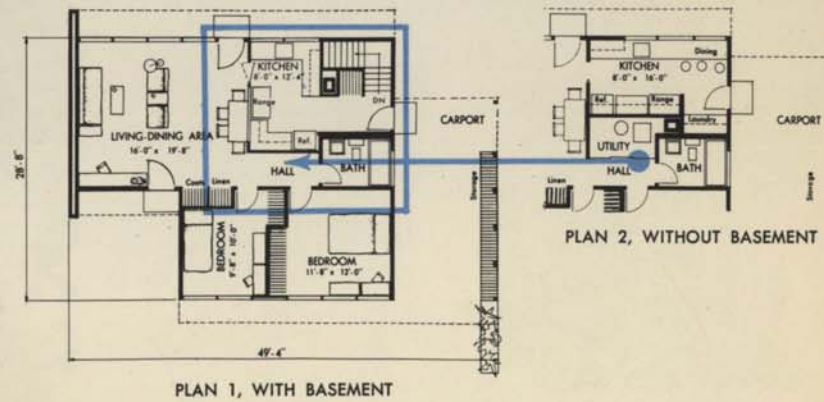 KITCHEN
8'-0" x 12'-4"
Range
Ref.
DN
LIVING-DINING AREA
16'-0" x 19'-8"
28'-8"
HALL
BATH
Coats
Linen
CARPORT
Storage
BEDROOM
9'-8" x 10'-0"
BEDROOM
11'-8" x 12'-0"
49'-4"
PLAN 1, WITH BASEMENT
Dining
KITCHEN
8'-0" x 16'-0"
Ref.
Range
Laundry
UTILITY
HALL
BATH
Linen
CARPORT
Storage
PLAN 2, WITHOUT BASEMENT